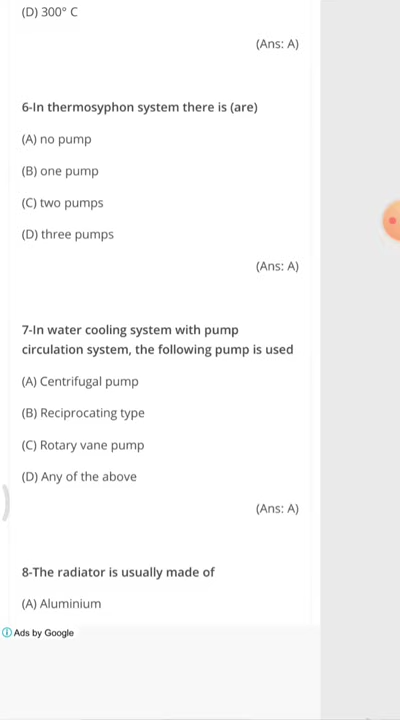 (D) 300° C
(Ans: A)
6-In thermosyphon system there is (are)
(A) no pump
(B) one pump
(C) two pumps
(D) three pumps
(Ans: A)
7-In water cooling system with pump
circulation system, the following pump is used
(A) Centrifugal pump
(B) Reciprocating type
(C) Rotary vane pump
(D) Any of the above
(Ans: A)
8-The radiator is usually made of
(A) Aluminium
Ads by Google